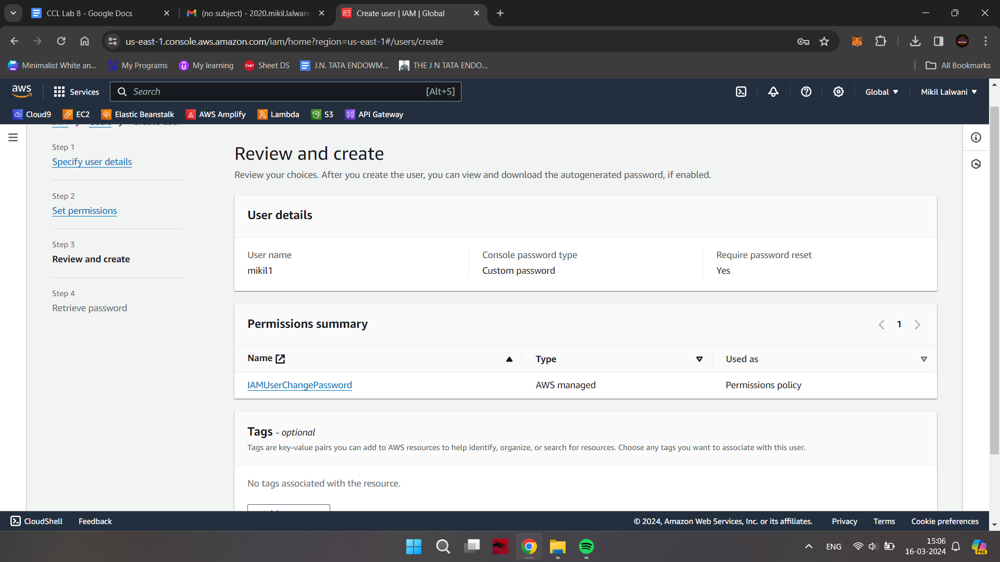 CCL Lab 8 - Google Docs
(no subject) - 2020.mikil.lalwani
Create user | IAM | Global
us-east-1.console.aws.amazon.com/iam/home?region=us-east-1#/users/create
Minimalist White an...
My Programs
My learning
TUF Sheet DS
J.N. TATA ENDOWM...
THE J N TATA ENDO...
All Bookmarks
aws
Services
Search
[Alt+S]
Global
Mikil Lalwani
Cloud9
EC2
Elastic Beanstalk
AWS Amplify
Lambda
S3
API Gateway
IAM
Users
Create user
Step 1
Specify user details
Step 2
Set permissions
Step 3
Review and create
Step 4
Retrieve password
Review and create
Review your choices. After you create the user, you can view and download the autogenerated password, if enabled.
User details
User name
mikil1
Console password type
Custom password
Require password reset
Yes
Permissions summary
1
Name
Type
Used as
IAMUserChangePassword
AWS managed
Permissions policy
Tags - optional
Tags are key-value pairs you can add to AWS resources to help identify, organize, or search for resources. Choose any tags you want to associate with this user.
No tags associated with the resource.
CloudShell
Feedback
© 2024, Amazon Web Services, Inc. or its affiliates.
Privacy
Terms
Cookie preferences
ENG
15:06
16-03-2024
PRE